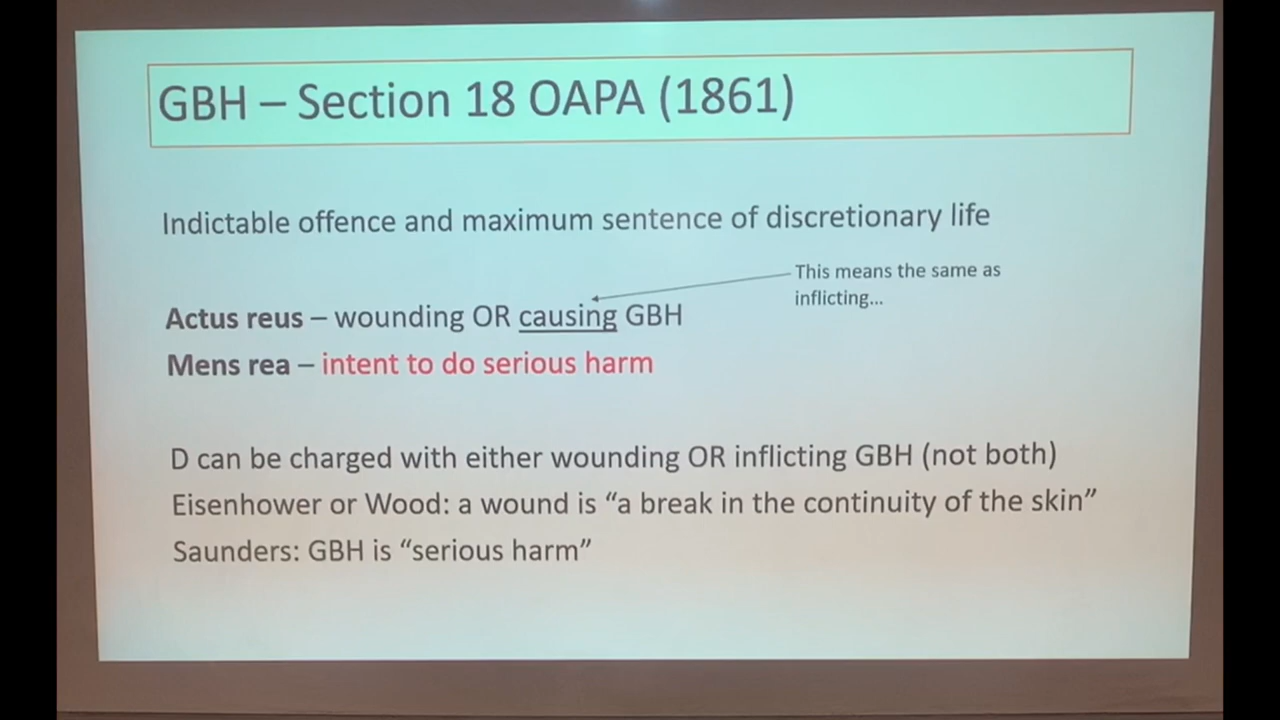 GBH – Section 18 OAPA (1861)
Indictable offence and maximum sentence of discretionary life
This means the same as
inflicting...
Actus reus – wounding OR causing GBH
Mens rea – intent to do serious harm
D can be charged with either wounding OR inflicting GBH (not both)
Eisenhower or Wood: a wound is “a break in the continuity of the skin”
Saunders: GBH is “serious harm”